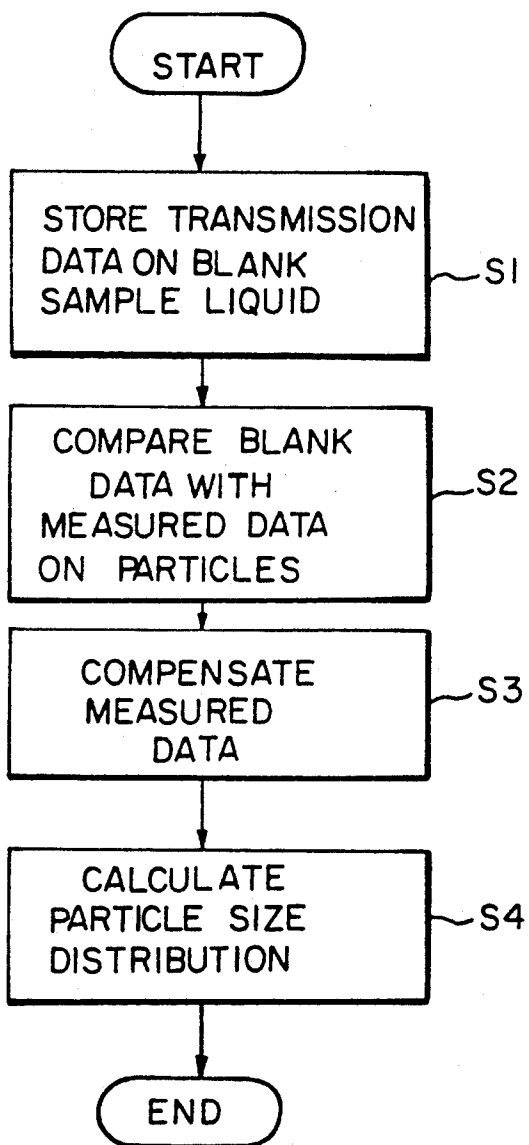 START
STORE TRANSMISSION
DATA ON BLANK
SAMPLE LIQUID
S1
COMPARE BLANK
DATA WITH
MEASURED DATA
ON PARTICLES
S2
COMPENSATE
MEASURED
DATA
S3
CALCULATE
PARTICLE SIZE
DISTRIBUTION
S4
END